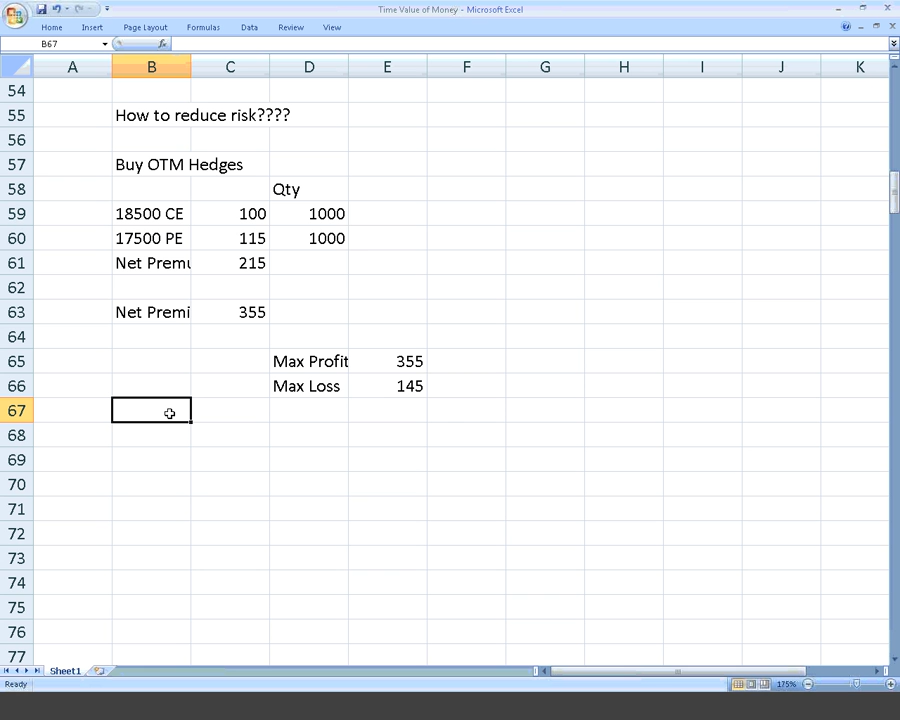 Time Value of Money - Microsoft Excel
Home Insert Page Layout Formulas Data Review View
B67 fx
A B C D E F G H I J K
54
55 How to reduce risk????
56
57 Buy OTM Hedges
58 Qty
59 18500 CE 100 1000
60 17500 PE 115 1000
61 Net Premu 215
62
63 Net Premi 355
64
65 Max Profit 355
66 Max Loss 145
67
68
69
70
71
72
73
74
75
76
77
Sheet1
Ready 175%